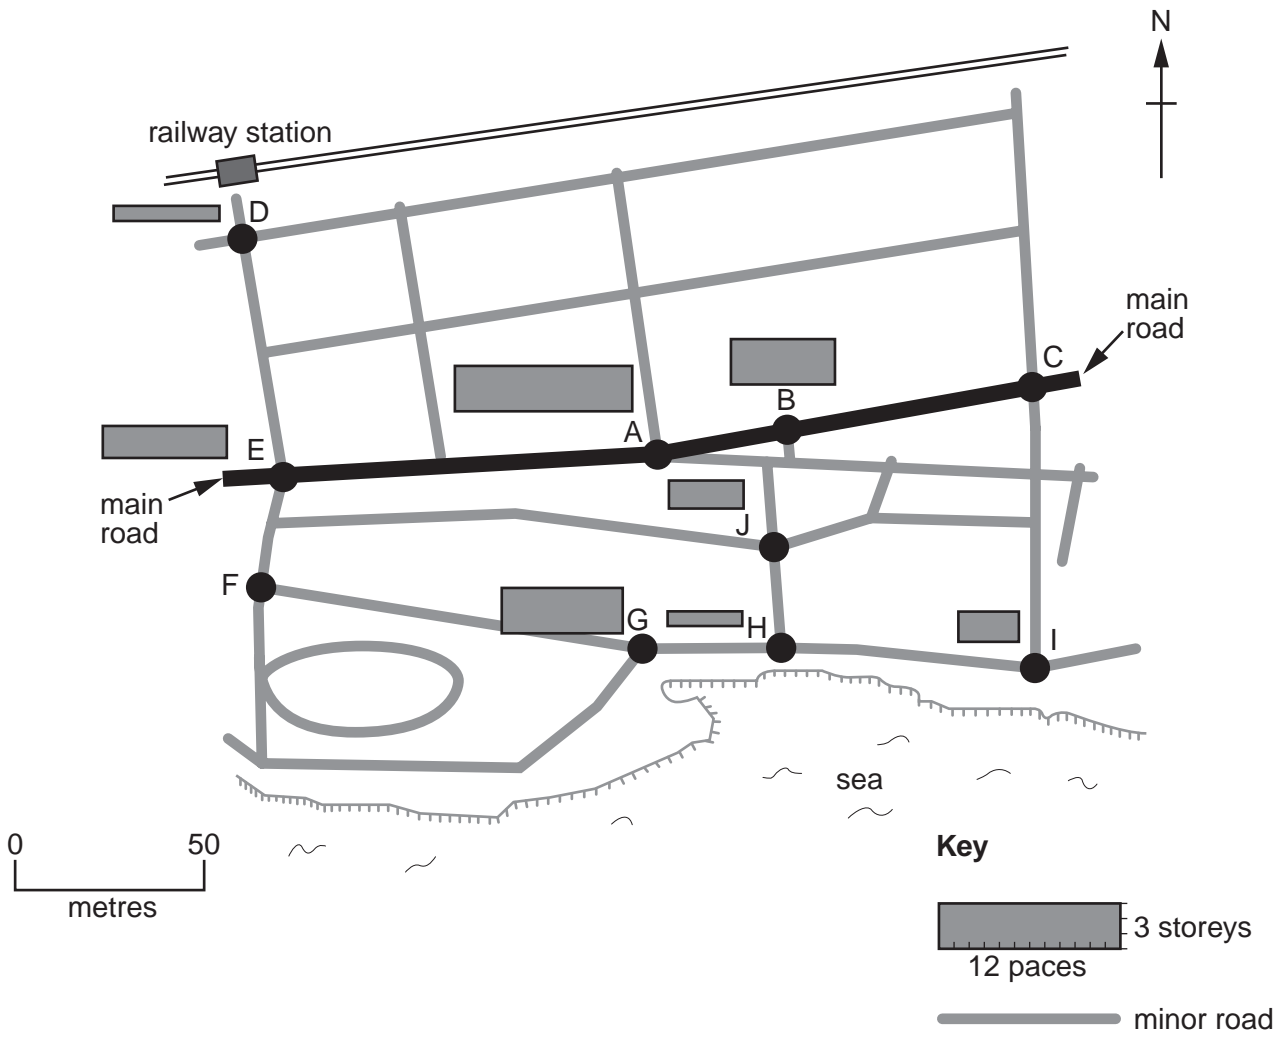 N
railway station
D
main
road
C
B
A
E
main
road
J
F
G
H
I
sea
0 50
metres
Key
3 storeys
12 paces
minor road